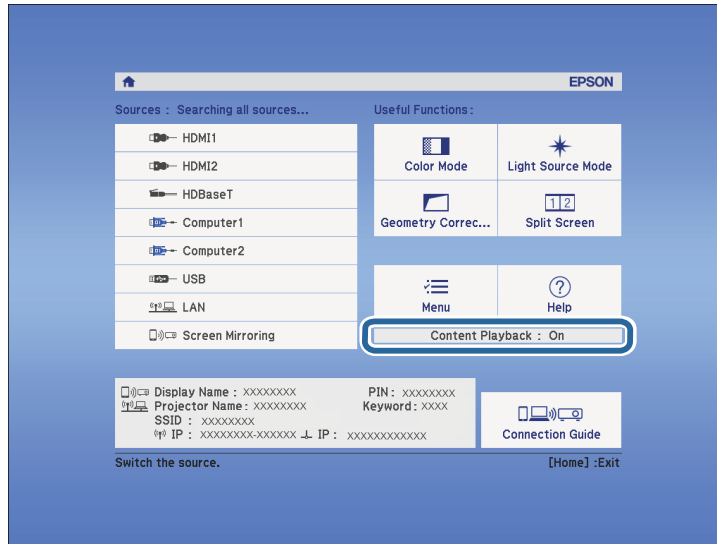 EPSON
Sources : Searching all sources...
HDMI1
HDMI2
HDBaseT
Computer1
Computer2
USB
LAN
Screen Mirroring
Useful Functions :
Color Mode
Light Source Mode
Geometry Correc...
1 2
Split Screen
Menu
?
Help
Content Playback : On
Display Name : XXXXXXXX
PIN : XXXXXXXX
Projector Name : XXXXXXXX
Keyword : XXXX
SSID : XXXXXXXX
IP : XXXXXXXX-XXXXXX IP : XXXXXXXXXXXXX
Connection Guide
Switch the source.
[Home] :Exit